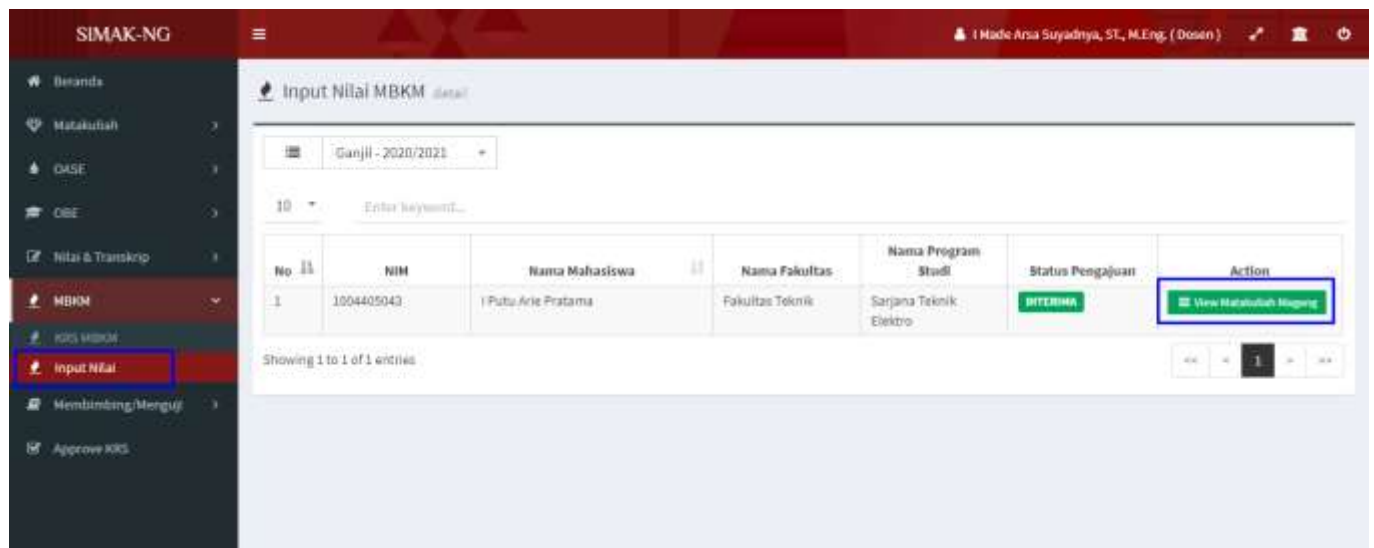 SIMAK-NG
I Made Arsa Suyadnya, ST., M.Eng. ( Dosen )
Beranda
Matakuliah
OASE
OBE
Nilai & Transkrip
MBKM
KRS MBKM
Input Nilai
Membimbing/Menguji
Approve KRS
Input Nilai MBKM detail
Ganjil - 2020/2021
10
Enter keyword...
No
NIM
Nama Mahasiswa
Nama Fakultas
Nama Program
Studi
Status Pengajuan
Action
1
1004405043
I Putu Arie Pratama
Fakultas Teknik
Sarjana Teknik
Elektro
DITERIMA
View Matakuliah Magang
Showing 1 to 1 of 1 entries
<< < 1 > >>